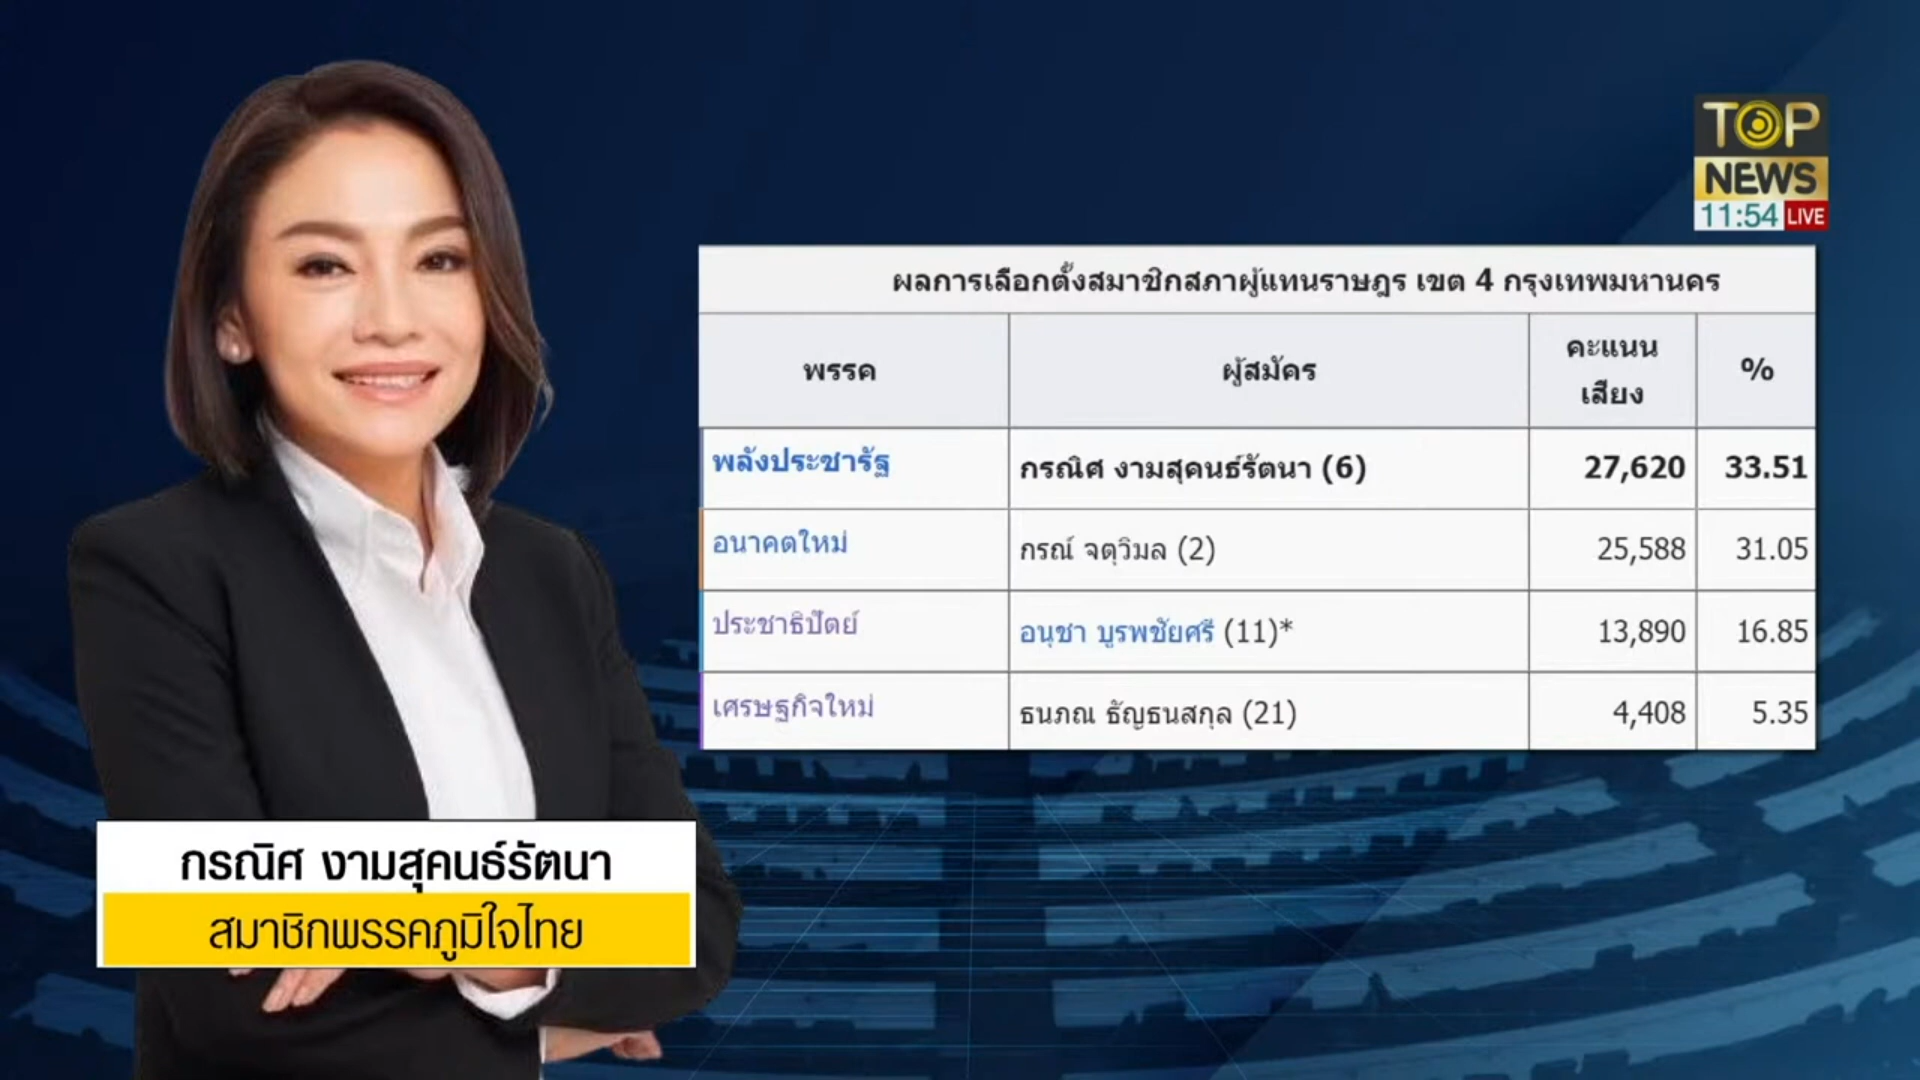 TOP
NEWS
11:54 LIVE
ผลการเลือกตั้งสมาชิกสภาผู้แทนราษฎร เขต 4 กรุงเทพมหานคร
พรรค ผู้สมัคร คะแนนเสียง %
พลังประชารัฐ กรณิศ งามสุคนธ์รัตนา (6) 27,620 33.51
อนาคตใหม่ กรณ์ จตุวิมล (2) 25,588 31.05
ประชาธิปัตย์ อนุชา บูรพชัยศรี (11)* 13,890 16.85
เศรษฐกิจใหม่ ธนภณ ธัญธนสกุล (21) 4,408 5.35
กรณิศ งามสุคนธ์รัตนา
สมาชิกพรรคภูมิใจไทย